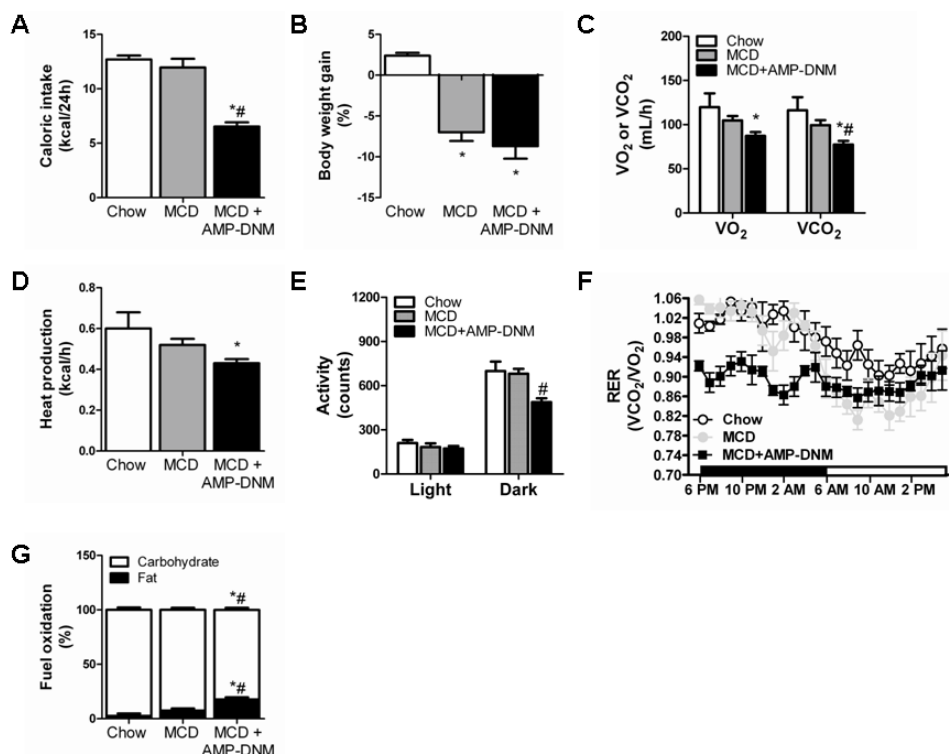 A
Caloric intake
(kcal/24h)
15
10
5
0
*#
Chow
MCD
MCD +
AMP-DNM
B
Body weight gain
(%)
5
0
-5
-10
-15
*
*
Chow
MCD
MCD +
AMP-DNM
C
VO2 or VCO2
(mL/h)
200
150
100
50
0
Chow
MCD
MCD+AMP-DNM
*
*#
VO2
VCO2
D
Heat production
(kcal/h)
0.8
0.6
0.4
0.2
0.0
*
Chow
MCD
MCD +
AMP-DNM
E
Activity
(counts)
1200
900
600
300
0
Chow
MCD
MCD+AMP-DNM
#
Light
Dark
F
RER
(VCO2/VO2)
1.06
1.02
0.98
0.94
0.90
0.86
0.82
0.78
0.74
0.70
Chow
MCD
MCD+AMP-DNM
6 PM 10 PM 2 AM 6 AM 10 AM 2 PM
G
Fuel oxidation
(%)
150
100
50
0
Carbohydrate
Fat
*#
*#
Chow
MCD
MCD +
AMP-DNM